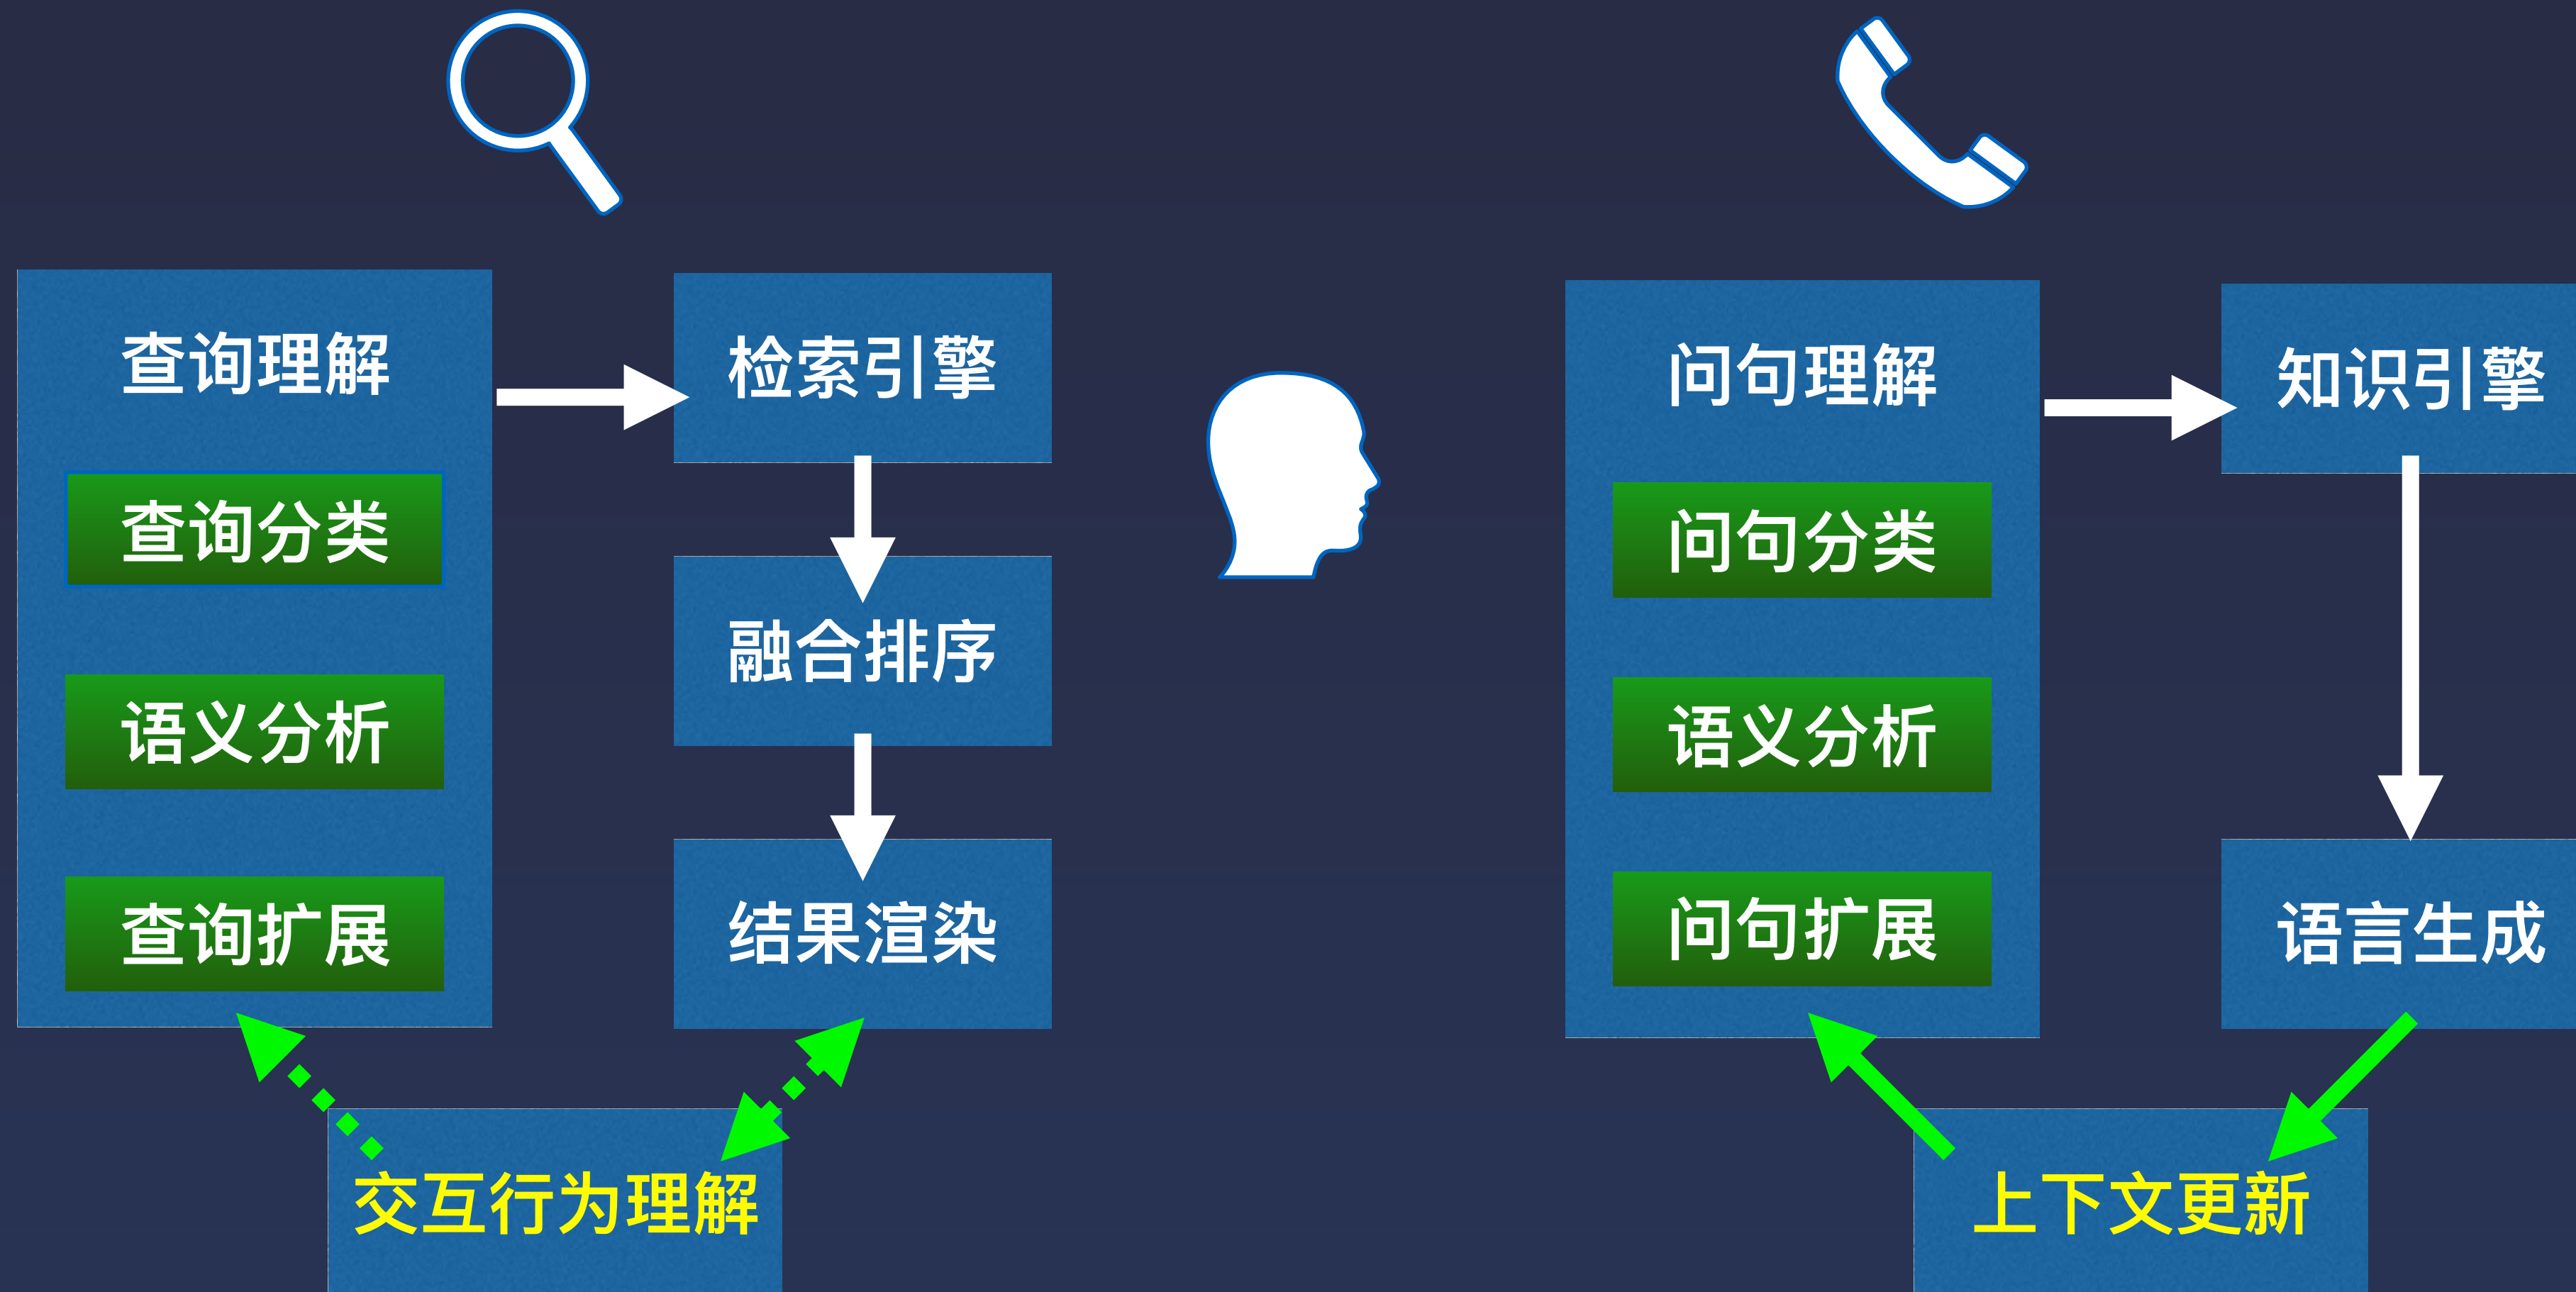 查询理解
查询分类
语义分析
查询扩展
检索引擎
融合排序
结果渲染
交互行为理解
问句理解
问句分类
语义分析
问句扩展
知识引擎
语言生成
上下文更新